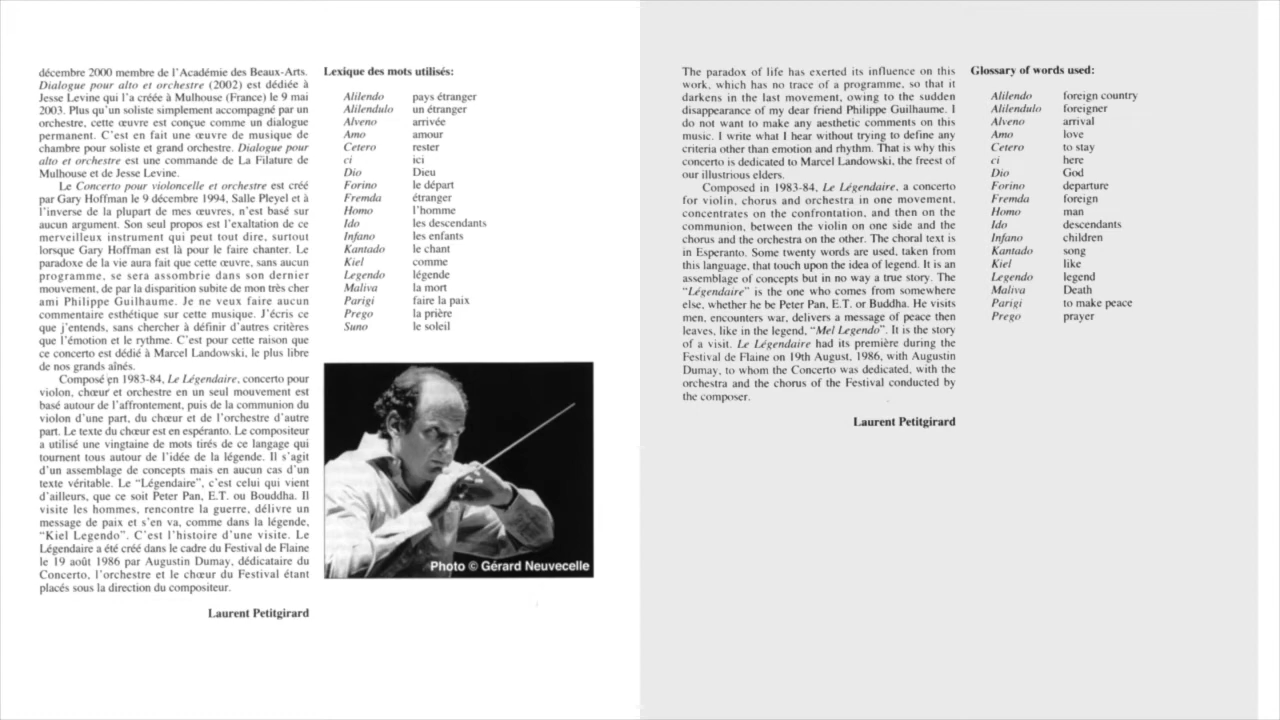 décembre 2000 membre de l'Académie des Beaux-Arts.
Dialogue pour alto et orchestre (2002) est dédiée à
Jesse Levine qui l'a créée à Mulhouse (France) le 9 mai
2003. Plus qu'un soliste simplement accompagné par un
orchestre, cette œuvre est conçue comme un dialogue
permanent. C'est en fait une œuvre de musique de
chambre pour soliste et grand orchestre. Dialogue pour
alto et orchestre est une commande de La Filature de
Mulhouse et de Jesse Levine.
Le Concerto pour violoncelle et orchestre est créé
par Gary Hoffman le 9 décembre 1994, Salle Pleyel et à
l'inverse de la plupart de mes œuvres, n'est basé sur
aucun argument. Son seul propos est l'exaltation de ce
merveilleux instrument qui peut tout dire, surtout
lorsque Gary Hoffman est là pour le faire chanter. Le
paradoxe de la vie aura fait que cette œuvre, sans aucun
programme, se sera assombrie dans son dernier
mouvement, de par la disparition subite de mon très cher
ami Philippe Guilhaume. Je ne veux faire aucun
commentaire esthétique sur cette musique. J'écris ce
que j'entends, sans chercher à définir d'autres critères
que l'émotion et le rythme. C'est pour cette raison que
ce concerto est dédié à Marcel Landowski, le plus libre
de nos grands aînés.
Composé en 1983-84, Le Légendaire, concerto pour
violon, chœur et orchestre en un seul mouvement est
basé autour de l'affrontement, puis de la communion du
violon d'une part, du chœur et de l'orchestre d'autre
part. Le texte du chœur est en espéranto. Le compositeur
a utilisé une vingtaine de mots tirés de ce langage qui
tournent tous autour de l'idée de la légende. Il s'agit
d'un assemblage de concepts mais en aucun cas d'un
texte véritable. Le "Légendaire", c'est celui qui vient
d'ailleurs, que ce soit Peter Pan, E.T. ou Bouddha. Il
visite les hommes, rencontre la guerre, délivre un
message de paix et s'en va, comme dans la légende,
"Kiel Legendo". C'est l'histoire d'une visite. Le
Légendaire a été créé dans le cadre du Festival de Flaine
le 19 août 1986 par Augustin Dumay, dédicataire du
Concerto, l'orchestre et le chœur du Festival étant
placés sous la direction du compositeur.
Laurent Petitgirard
Lexique des mots utilisés:
Alilendo pays étranger
Alilendulo un étranger
Alveno arrivée
Amo amour
Cetero rester
ci ici
Dio Dieu
Forino le départ
Fremda étranger
Homo l'homme
Ido les descendants
Infano les enfants
Kantado le chant
Kiel comme
Legendo légende
Maliva la mort
Parigi faire la paix
Prego la prière
Suno le soleil
Photo © Gérard Neuvecelle
The paradox of life has exerted its influence on this
work, which has no trace of a programme, so that it
darkens in the last movement, owing to the sudden
disappearance of my dear friend Philippe Guilhaume. I
do not want to make any aesthetic comments on this
music. I write what I hear without trying to define any
criteria other than emotion and rhythm. That is why this
concerto is dedicated to Marcel Landowski, the freest of
our illustrious elders.
Composed in 1983-84, Le Légendaire, a concerto
for violin, chorus and orchestra in one movement,
concentrates on the confrontation, and then on the
communion, between the violin on one side and the
chorus and the orchestra on the other. The choral text is
in Esperanto. Some twenty words are used, taken from
this language, that touch upon the idea of legend. It is an
assemblage of concepts but in no way a true story. The
"Légendaire" is the one who comes from somewhere
else, whether he be Peter Pan, E.T. or Buddha. He visits
men, encounters war, delivers a message of peace then
leaves, like in the legend, "Mel Legendo". It is the story
of a visit. Le Légendaire had its première during the
Festival de Flaine on 19th August, 1986, with Augustin
Dumay, to whom the Concerto was dedicated, with the
orchestra and the chorus of the Festival conducted by
the composer.
Laurent Petitgirard
Glossary of words used:
Alilendo foreign country
Alilendulo foreigner
Alveno arrival
Amo love
Cetero to stay
ci here
Dio God
Forino departure
Fremda foreign
Homo man
Ido descendants
Infano children
Kantado song
Kiel like
Legendo legend
Maliva Death
Parigi to make peace
Prego prayer